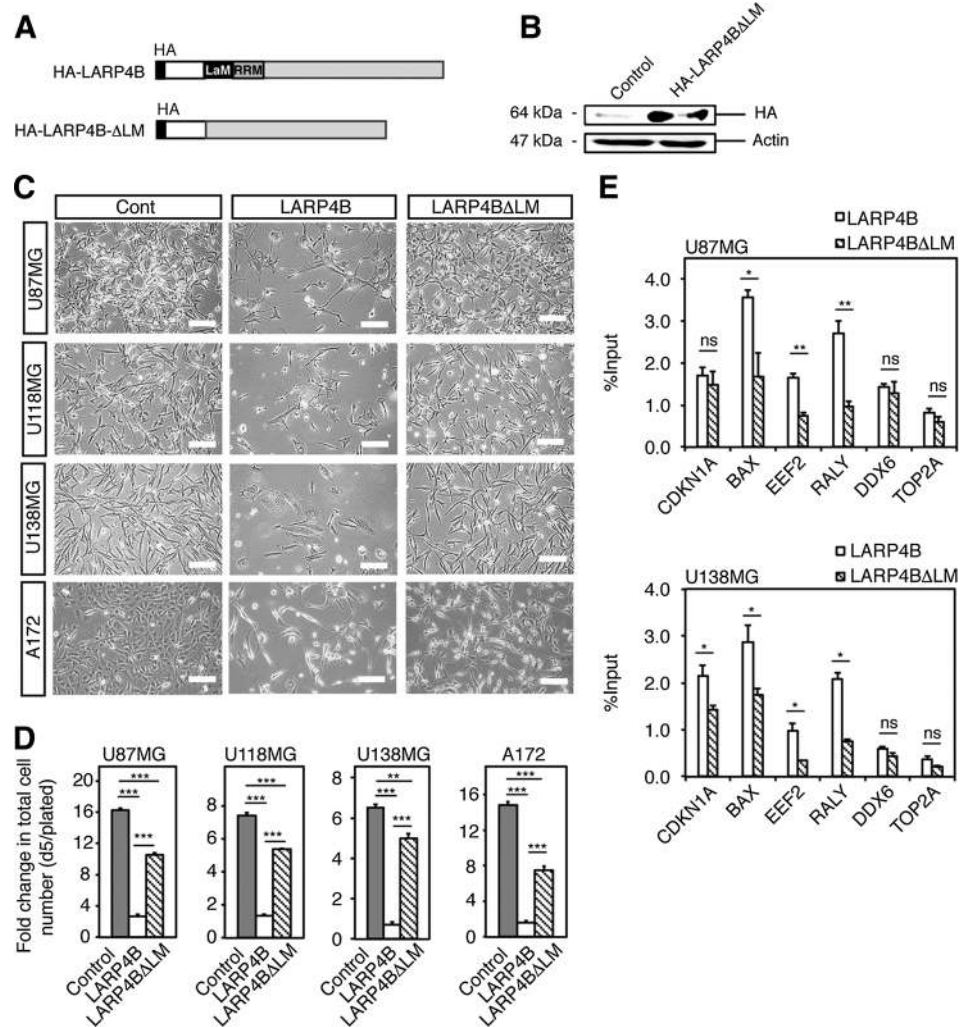 A
HA
HA-LARP4B
LaM
RRM
HA
HA-LARP4B-ΔLM
B
Control
HA-LARP4BΔLM
64 kDa -
HA
47 kDa -
Actin
C
Cont
LARP4B
LARP4BΔLM
U87MG
U118MG
U138MG
A172
D
Fold change in total cell
number (d5/plated)
U87MG
20
16
12
8
4
0
***
***
***
Control
LARP4B
LARP4BΔLM
U118MG
8
6
4
2
0
***
***
***
Control
LARP4B
LARP4BΔLM
U138MG
8
6
4
2
0
**
***
***
Control
LARP4B
LARP4BΔLM
A172
16
12
8
4
0
***
***
***
Control
LARP4B
LARP4BΔLM
E
LARP4B
LARP4BΔLM
U87MG
%Input
4.0
3.0
2.0
1.0
0.0
ns
*
**
**
ns
ns
CDKN1A
BAX
EEF2
RALY
DDX6
TOP2A
LARP4B
LARP4BΔLM
U138MG
%Input
4.0
3.0
2.0
1.0
0.0
*
*
*
*
ns
ns
CDKN1A
BAX
EEF2
RALY
DDX6
TOP2A